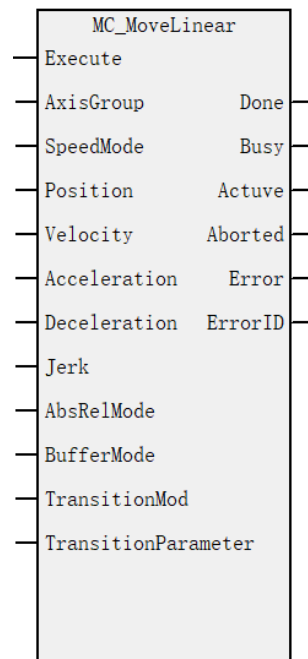 MC_MoveLinear
Execute
AxisGroup Done
SpeedMode Busy
Position Actuve
Velocity Aborted
Acceleration Error
Deceleration ErrorID
Jerk
AbsRelMode
BufferMode
TransitionMod
TransitionParameter